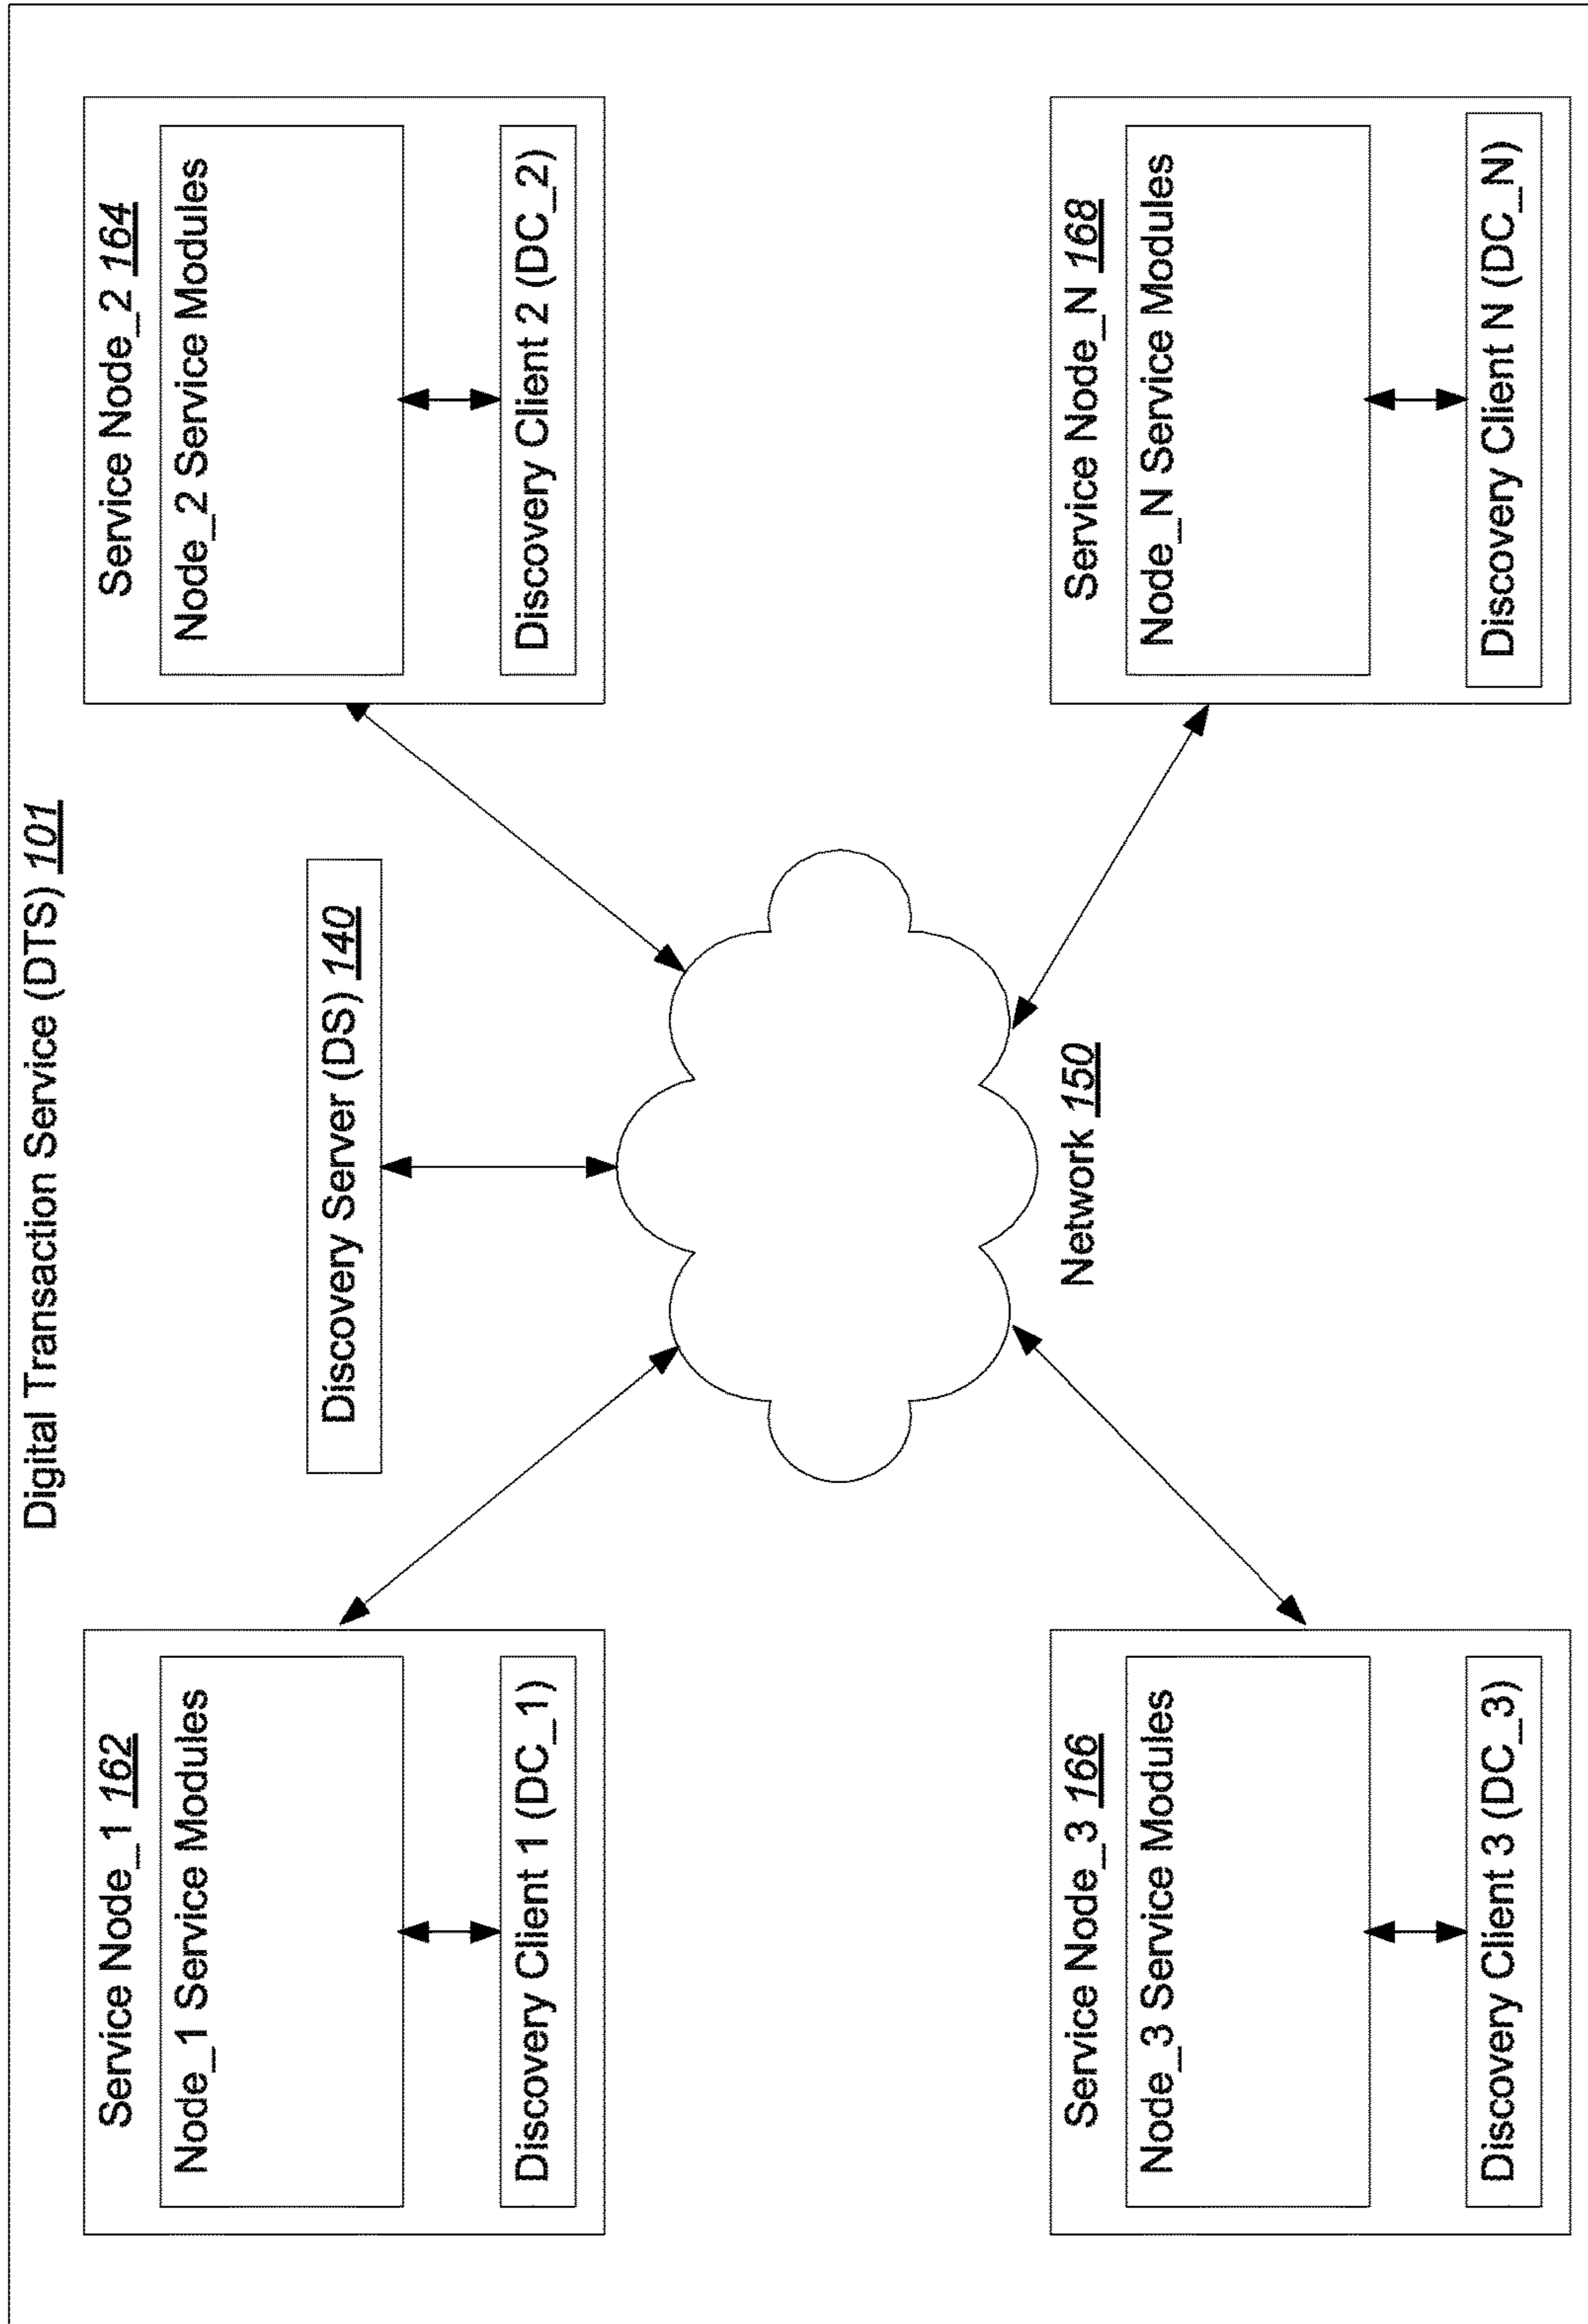 Digital Transaction Service (DTS) 101
Service Node_1 162
Node_1 Service Modules
Discovery Client 1 (DC_1)
Discovery Server (DS) 140
Service Node_2 164
Node_2 Service Modules
Discovery Client 2 (DC_2)
Network 150
Service Node_3 166
Node_3 Service Modules
Discovery Client 3 (DC_3)
Service Node_N 168
Node_N Service Modules
Discovery Client N (DC_N)